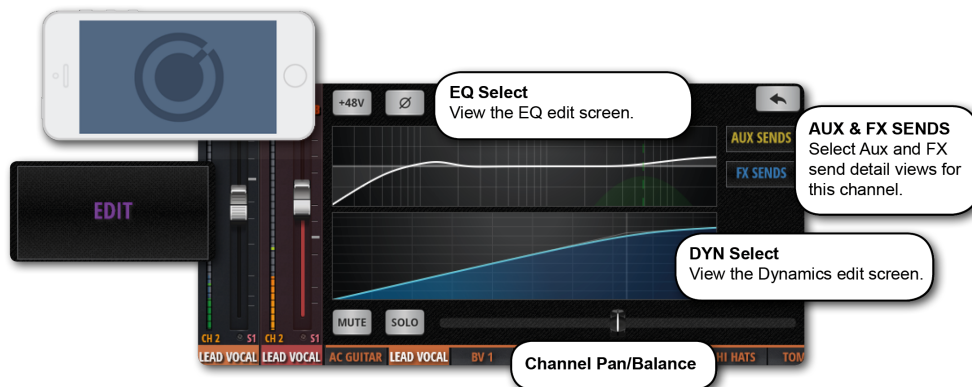 +48V
Ø
EQ Select
View the EQ edit screen.
AUX SENDS
FX SENDS
AUX & FX SENDS
Select Aux and FX
send detail views for
this channel.
EDIT
DYN Select
View the Dynamics edit screen.
MUTE
SOLO
CH 2
S1
CH 2
S1
LEAD VOCAL
LEAD VOCAL
AC GUITAR
LEAD VOCAL
BV 1
HI HATS
Channel Pan/Balance